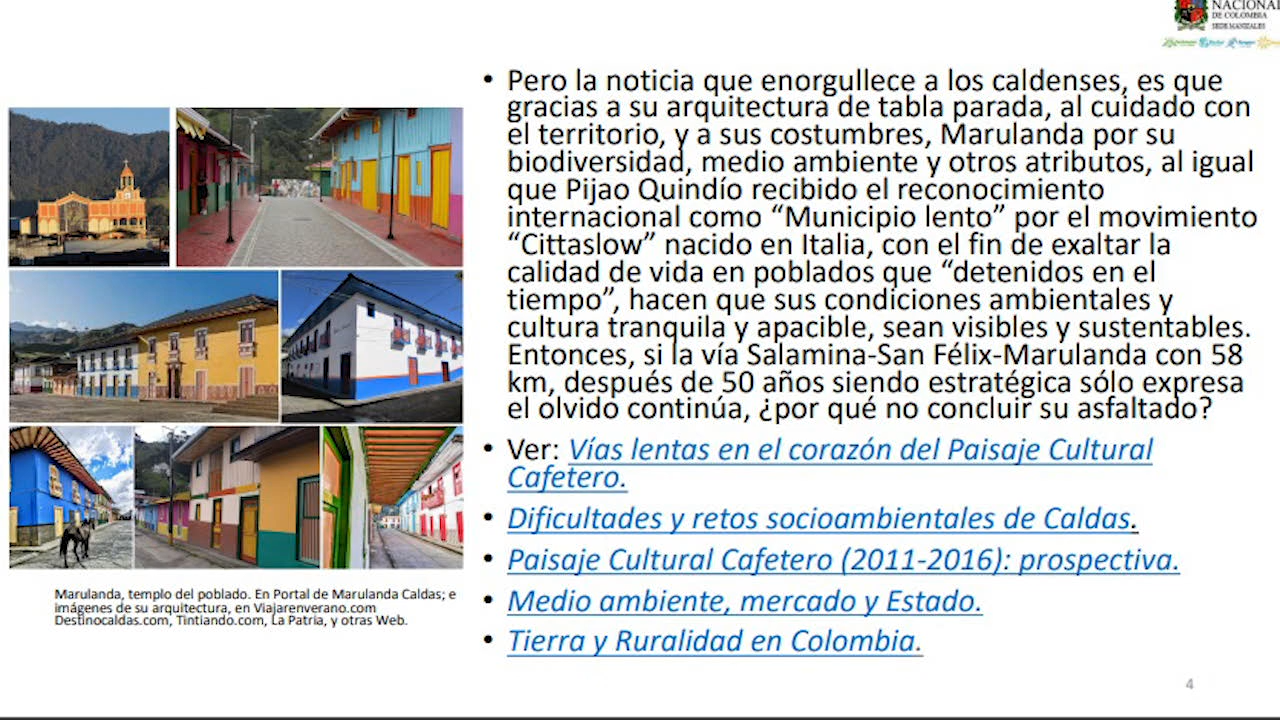 NACIONAL
DE COLOMBIA
SEDE MANIZALES
• Pero la noticia que enorgullece a los caldenses, es que
gracias a su arquitectura de tabla parada, al cuidado con
el territorio, y a sus costumbres, Marulanda por su
biodiversidad, medio ambiente y otros atributos, al igual
que Pijao Quindío recibido el reconocimiento
internacional como “Municipio lento” por el movimiento
“Cittaslow” nacido en Italia, con el fin de exaltar la
calidad de vida en poblados que “detenidos en el
tiempo”, hacen que sus condiciones ambientales y
cultura tranquila y apacible, sean visibles y sustentables.
Entonces, si la vía Salamina-San Félix-Marulanda con 58
km, después de 50 años siendo estratégica sólo expresa
el olvido continúa, ¿por qué no concluir su asfaltado?
• Ver: Vías lentas en el corazón del Paisaje Cultural
Cafetero.
• Dificultades y retos socioambientales de Caldas.
• Paisaje Cultural Cafetero (2011-2016): prospectiva.
• Medio ambiente, mercado y Estado.
• Tierra y Ruralidad en Colombia.
Marulanda, templo del poblado. En Portal de Marulanda Caldas; e
imágenes de su arquitectura, en Viajarenverano.com
Destinocaldas.com, Tintiando.com, La Patria, y otras Web.
4